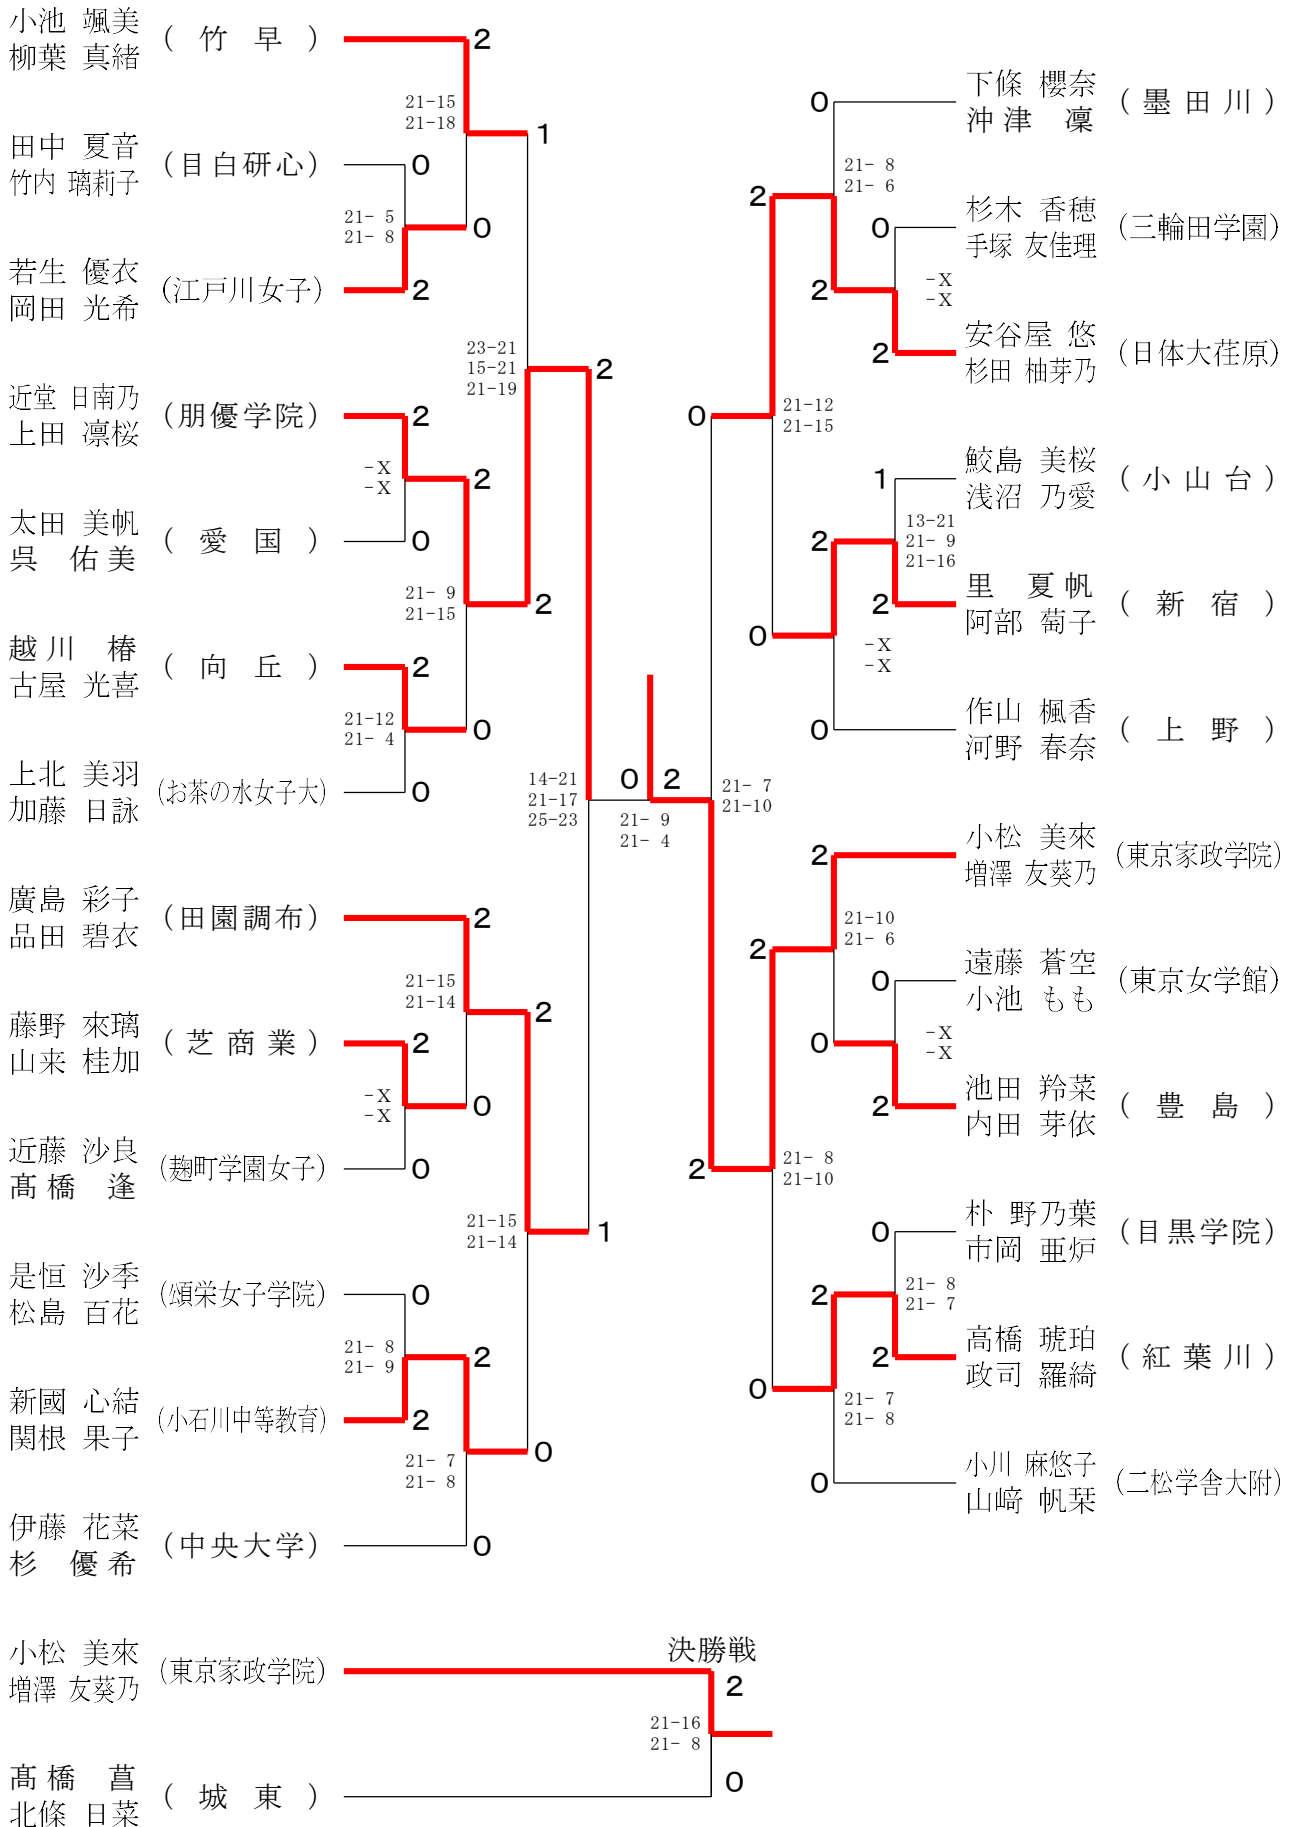 小池 颯美
柳葉 真緒
( 竹 早 )
2
21-15
21-18
1
田中 夏音
竹内 璃莉子
(目白研心)
0
21- 5
21- 8
0
若生 優衣
岡田 光希
(江戸川女子)
2
23-21
15-21
21-19
2
近堂 日南乃
上田 凛桜
(朋優学院)
2
-X
-X
2
太田 美帆
呉 佑美
( 愛 国 )
0
21- 9
21-15
2
越川 椿
古屋 光喜
( 向 丘 )
2
21-12
21- 4
0
上北 美羽
加藤 日詠
(お茶の水女子大)
0
14-21
21-17
25-23
廣島 彩子
品田 碧衣
(田園調布)
2
21-15
21-14
2
藤野 來璃
山来 桂加
(芝商業)
2
-X
-X
0
近藤 沙良
髙橋 逢
(麹町学園女子)
0
21-15
21-14
1
是恒 沙季
松島 百花
(頌栄女子学院)
0
21- 8
21- 9
2
新國 心結
関根 果子
(小石川中等教育)
2
21- 7
21- 8
0
伊藤 花菜
杉 優希
(中央大学)
0
0 2
21- 9
21- 4
0
下條 櫻奈
沖津 凜
(墨田川)
21- 8
21- 6
2
0
杉木 香穂
手塚 友佳理
(三輪田学園)
2
-X
-X
2
安谷屋 悠
杉田 柚芽乃
(日体大荏原)
0
21-12
21-15
1
鮫島 美桜
浅沼 乃愛
(小山台)
2
13-21
21- 9
21-16
2
里 夏帆
阿部 萄子
( 新 宿 )
0
-X
-X
0
作山 楓香
河野 春奈
( 上 野 )
21- 7
21-10
2
小松 美來
増澤 友葵乃
(東京家政学院)
21-10
21- 6
2
0
遠藤 蒼空
小池 もも
(東京女学館)
0
-X
-X
2
池田 羚菜
内田 芽依
( 豊 島 )
2
21- 8
21-10
0
朴 野乃葉
市岡 亜炉
(目黒学院)
2
21- 8
21- 7
2
高橋 琥珀
政司 羅綺
(紅葉川)
0
21- 7
21- 8
0
小川 麻悠子
山﨑 帆栞
(二松学舎大附)
決勝戦
小松 美來
増澤 友葵乃
(東京家政学院)
2
21-16
21- 8
髙橋 菖
北條 日菜
( 城 東 )
0